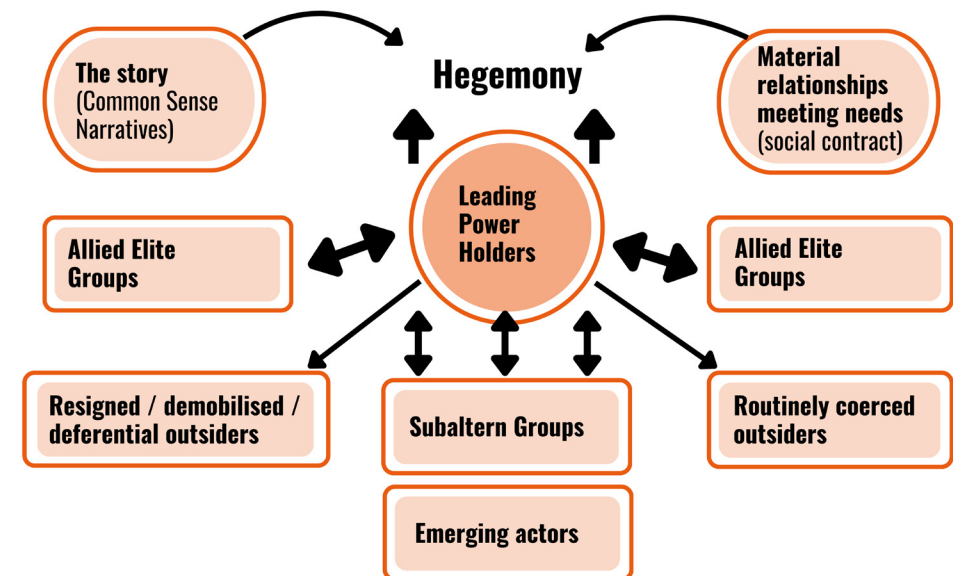 The story
(Common Sense
Narratives)
Hegemony
Material
relationships
meeting needs
(social contract)
Leading
Power
Holders
Allied Elite
Groups
Allied Elite
Groups
Resigned / demobilised /
deferential outsiders
Subaltern Groups
Routinely coerced
outsiders
Emerging actors